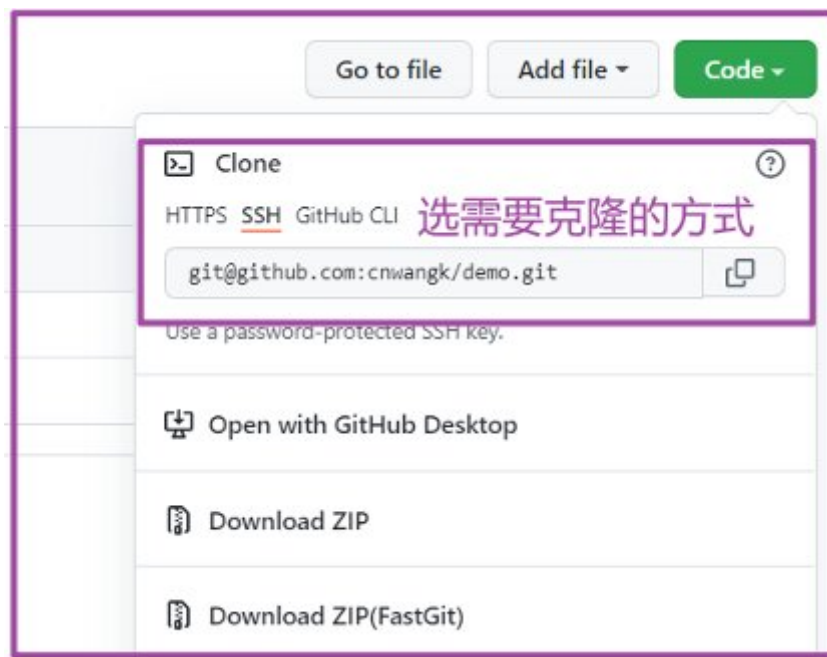 Go to file Add file Code
Clone
HTTPS SSH GitHub CLI 选需要克隆的方式
git@github.com:cnwangk/demo.git
Use a password-protected SSH key.
Open with GitHub Desktop
Download ZIP
Download ZIP(FastGit)